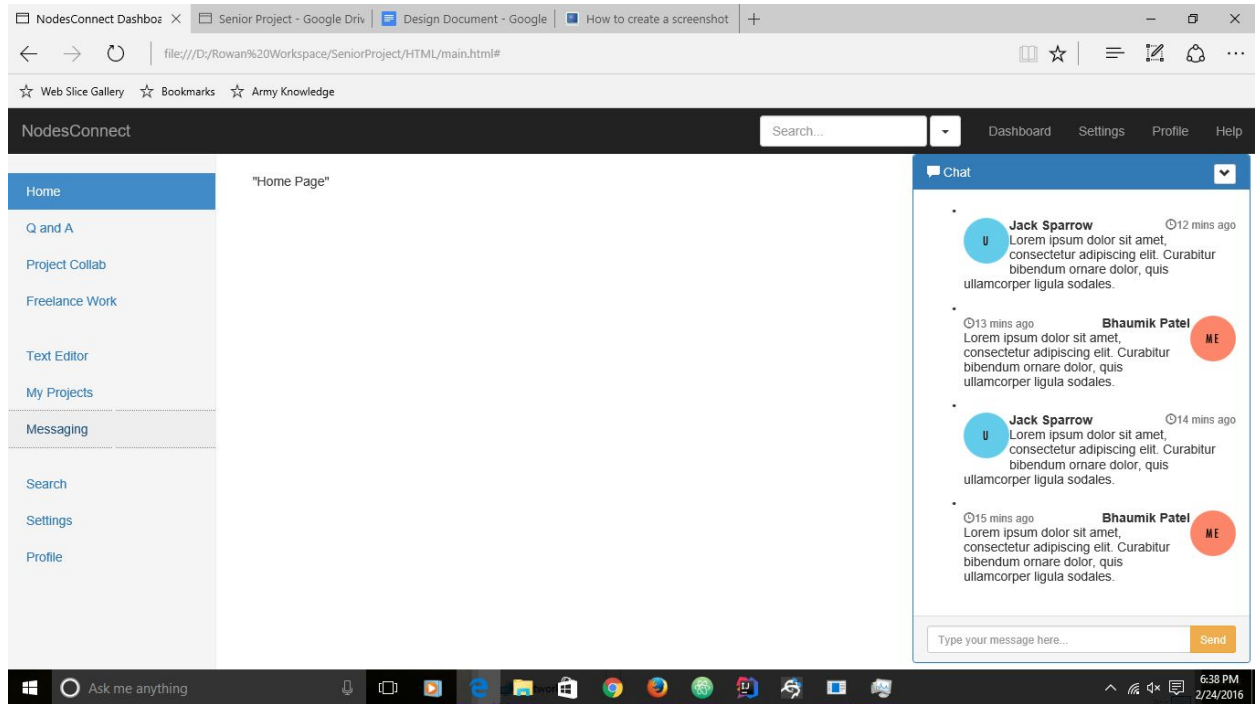 NodesConnect Dashboa
Senior Project - Google Driv
Design Document - Google
How to create a screenshot
file:///D:/Rowan%20Workspace/SeniorProject/HTML/main.html#
Web Slice Gallery Bookmarks Army Knowledge
NodesConnect Search... Dashboard Settings Profile Help
Home
Q and A
Project Collab
Freelance Work
Text Editor
My Projects
Messaging
Search
Settings
Profile
"Home Page"
Chat
U Jack Sparrow 12 mins ago
Lorem ipsum dolor sit amet,
consectetur adipiscing elit. Curabitur
bibendum ornare dolor, quis
ullamcorper ligula sodales.
13 mins ago Bhaumik Patel ME
Lorem ipsum dolor sit amet,
consectetur adipiscing elit. Curabitur
bibendum ornare dolor, quis
ullamcorper ligula sodales.
U Jack Sparrow 14 mins ago
Lorem ipsum dolor sit amet,
consectetur adipiscing elit. Curabitur
bibendum ornare dolor, quis
ullamcorper ligula sodales.
15 mins ago Bhaumik Patel ME
Lorem ipsum dolor sit amet,
consectetur adipiscing elit. Curabitur
bibendum ornare dolor, quis
ullamcorper ligula sodales.
Type your message here... Send
Ask me anything
6:38 PM
2/24/2016